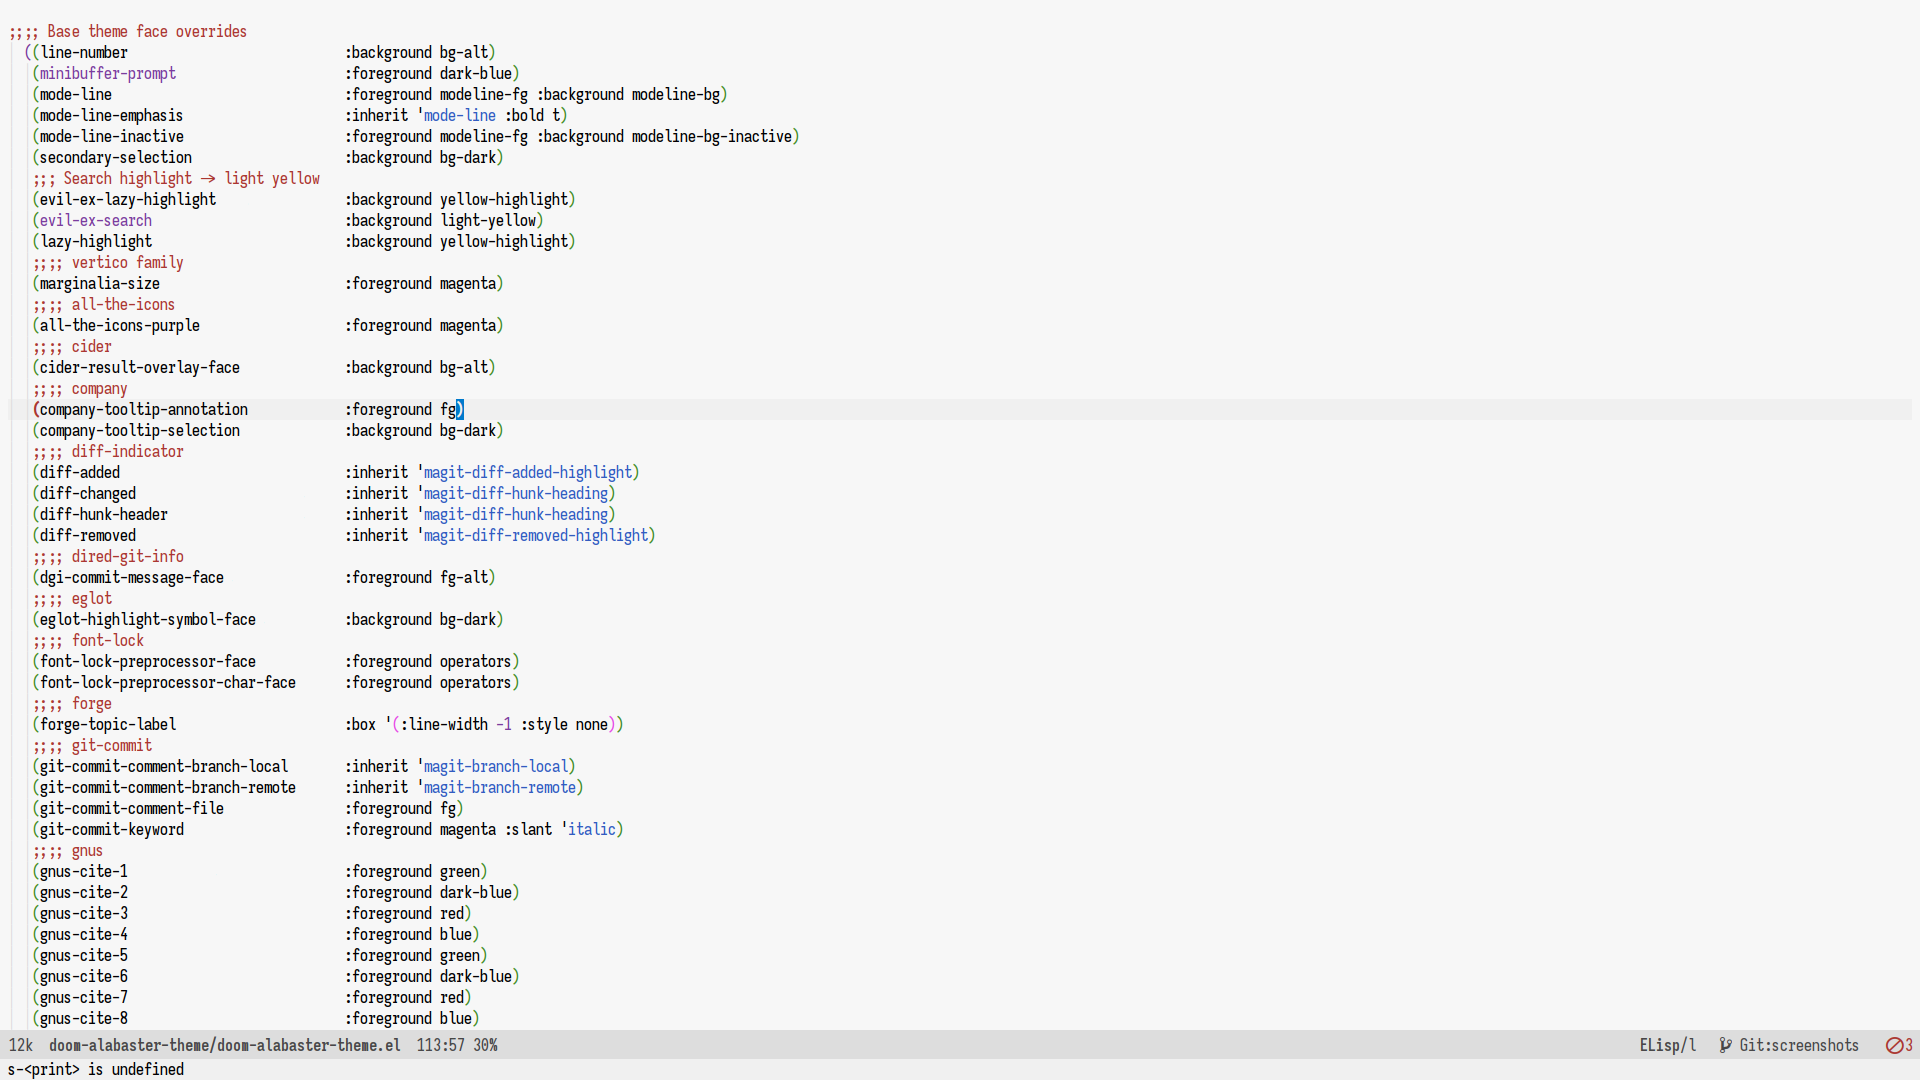 ;;;; Base theme face overrides
((line-number :background bg-alt)
(minibuffer-prompt :foreground dark-blue)
(mode-line :foreground modeline-fg :background modeline-bg)
(mode-line-emphasis :inherit 'mode-line :bold t)
(mode-line-inactive :foreground modeline-fg :background modeline-bg-inactive)
(secondary-selection :background bg-dark)
;;; Search highlight -> light yellow
(evil-ex-lazy-highlight :background yellow-highlight)
(evil-ex-search :background light-yellow)
(lazy-highlight :background yellow-highlight)
;;;; vertico family
(marginalia-size :foreground magenta)
;;;; all-the-icons
(all-the-icons-purple :foreground magenta)
;;;; cider
(cider-result-overlay-face :background bg-alt)
;;;; company
(company-tooltip-annotation :foreground fg)
(company-tooltip-selection :background bg-dark)
;;;; diff-indicator
(diff-added :inherit 'magit-diff-added-highlight)
(diff-changed :inherit 'magit-diff-hunk-heading)
(diff-hunk-header :inherit 'magit-diff-hunk-heading)
(diff-removed :inherit 'magit-diff-removed-highlight)
;;;; dired-git-info
(dgi-commit-message-face :foreground fg-alt)
;;;; eglot
(eglot-highlight-symbol-face :background bg-dark)
;;;; font-lock
(font-lock-preprocessor-face :foreground operators)
(font-lock-preprocessor-char-face :foreground operators)
;;;; forge
(forge-topic-label :box '(:line-width -1 :style none))
;;;; git-commit
(git-commit-comment-branch-local :inherit 'magit-branch-local)
(git-commit-comment-branch-remote :inherit 'magit-branch-remote)
(git-commit-comment-file :foreground fg)
(git-commit-keyword :foreground magenta :slant 'italic)
;;;; gnus
(gnus-cite-1 :foreground green)
(gnus-cite-2 :foreground dark-blue)
(gnus-cite-3 :foreground red)
(gnus-cite-4 :foreground blue)
(gnus-cite-5 :foreground green)
(gnus-cite-6 :foreground dark-blue)
(gnus-cite-7 :foreground red)
(gnus-cite-8 :foreground blue)
12k doom-alabaster-theme/doom-alabaster-theme.el 113:57 30% ELisp/l Git:screenshots 3
s-<print> is undefined